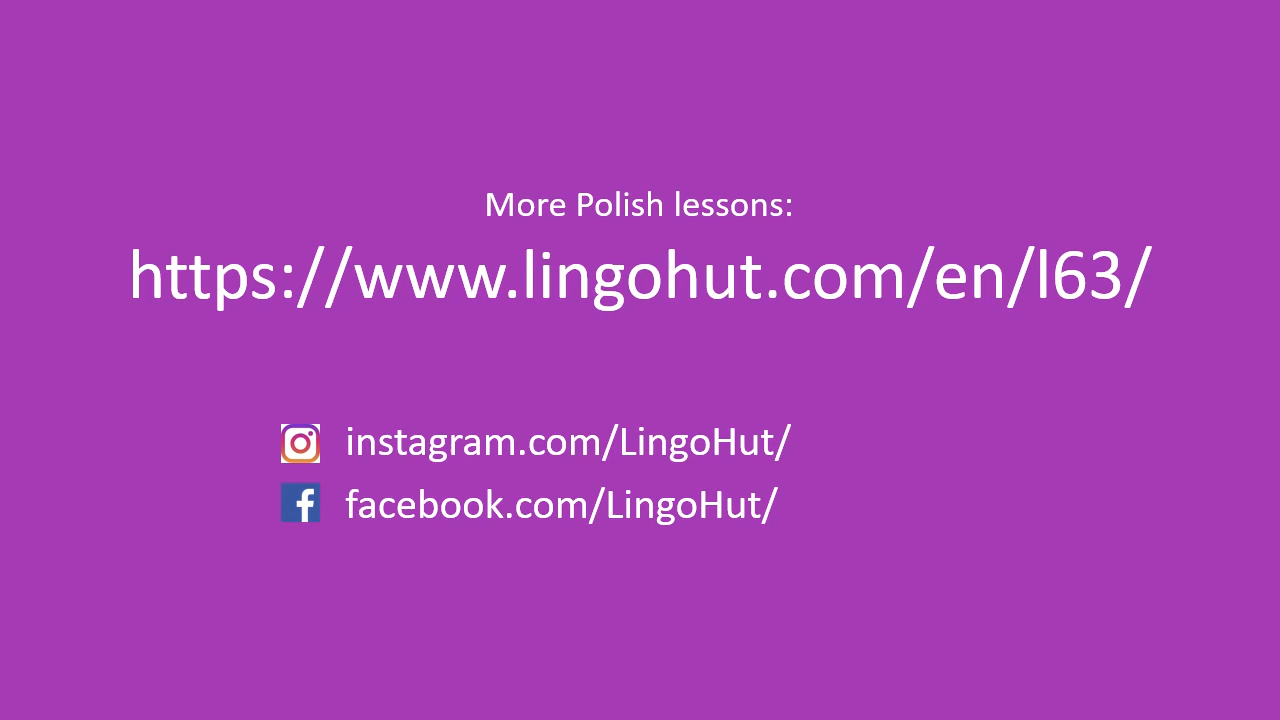 More Polish lessons:
https://www.lingohut.com/en/l63/
instagram.com/LingoHut/
facebook.com/LingoHut/